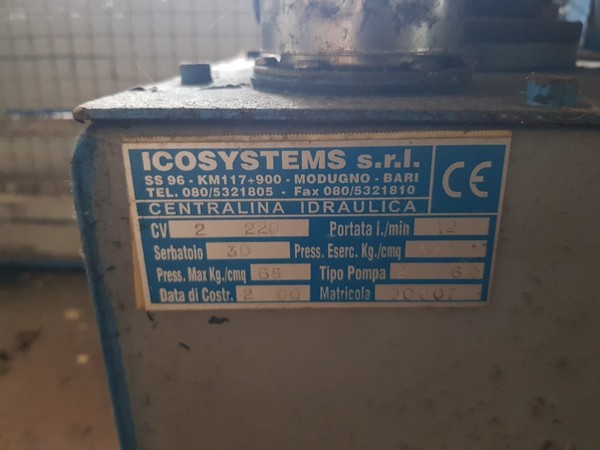 ICOSYSTEMS s.r.l.
SS 96 - KM117+900 - MODUGNO - BARI
TEL. 080/5321805 - Fax 080/5321810
CENTRALINA IDRAULICA
CE
CV 2 220 Portata i./min 12
Serbatoio 30 Press. Eserc. Kg./cmq
Press. Max Kg./cmq 65 Tipo Pompa
Data di Costr. Matricola